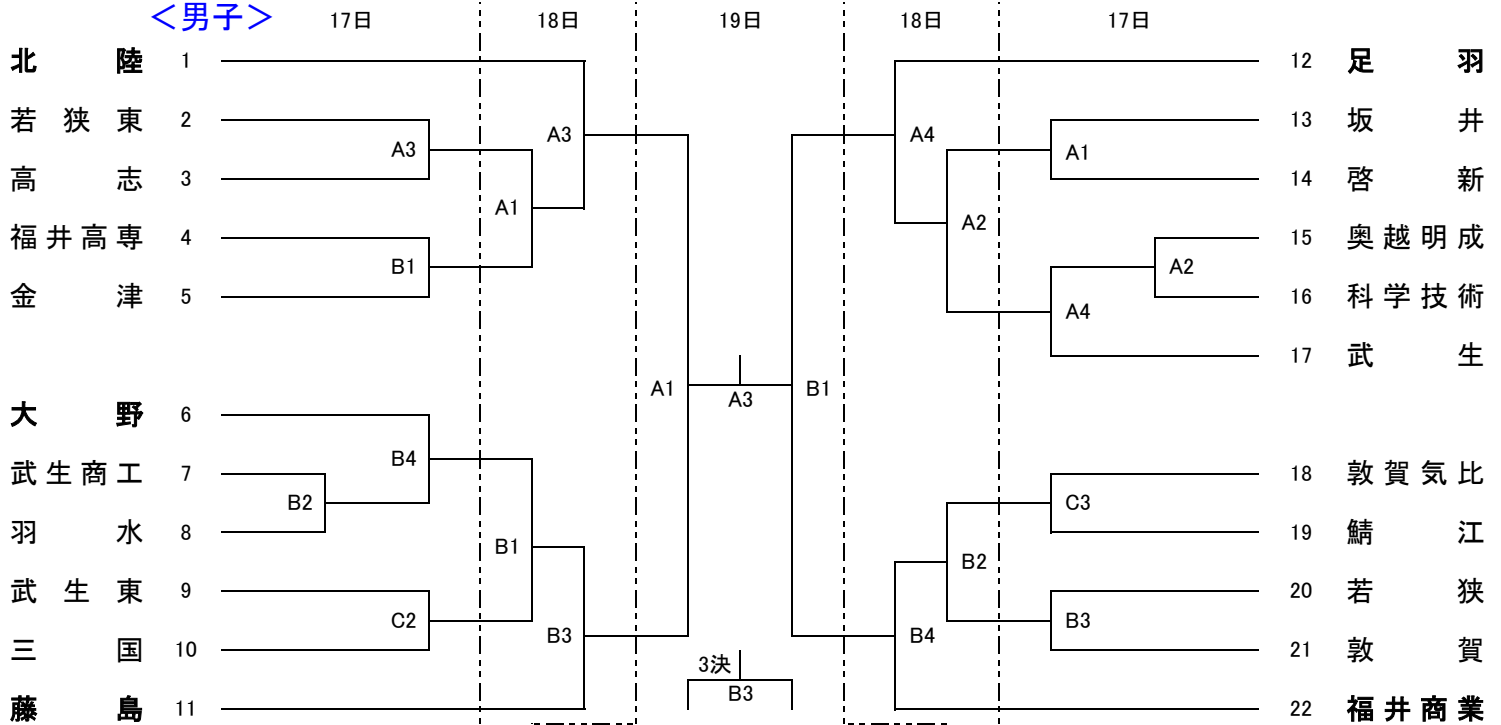 ＜男子＞ 17日 18日 19日 18日 17日
北陸 1 12 足羽
若狭東 2 A3 A4 13 坂井
A3 A1
高志 3 14 啓新
A1 A2
福井高専 4 15 奥越明成
B1 A2
金津 5 16 科学技術
A4
17 武生
A1 A3 B1
大野 6
B4
武生商工 7 18 敦賀気比
B2 C3
羽水 8 19 鯖江
B1 B2
武生東 9 20 若狭
C2 B3 B4 B3
三国 10 21 敦賀
3決
B3
藤島 11 22 福井商業